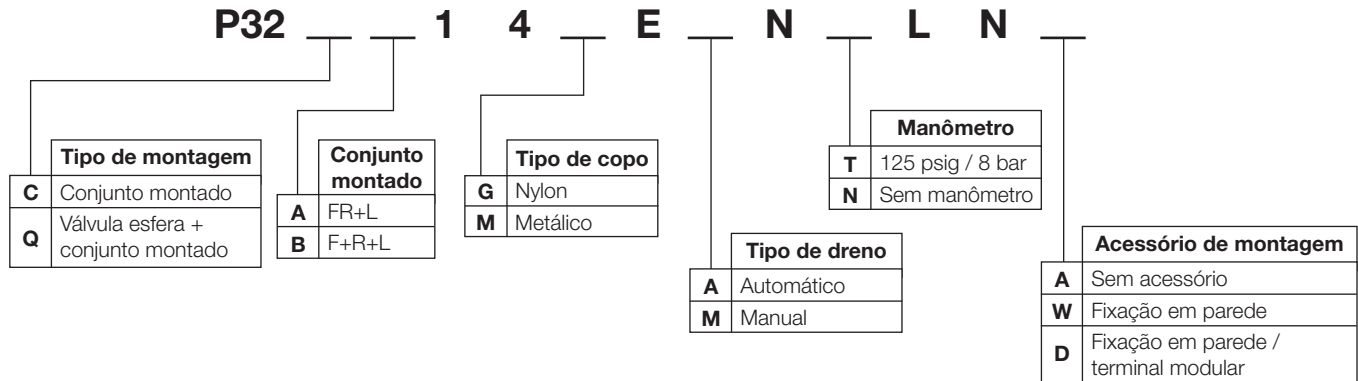 P32 __ __ 1 4 __ E __ N __ L N __
Tipo de montagem
C Conjunto montado
Q Válvula esfera +
conjunto montado
Conjunto
montado
A FR+L
B F+R+L
Tipo de copo
G Nylon
M Metálico
Tipo de dreno
A Automático
M Manual
Manômetro
T 125 psig / 8 bar
N Sem manômetro
Acessório de montagem
A Sem acessório
W Fixação em parede
D Fixação em parede /
terminal modular